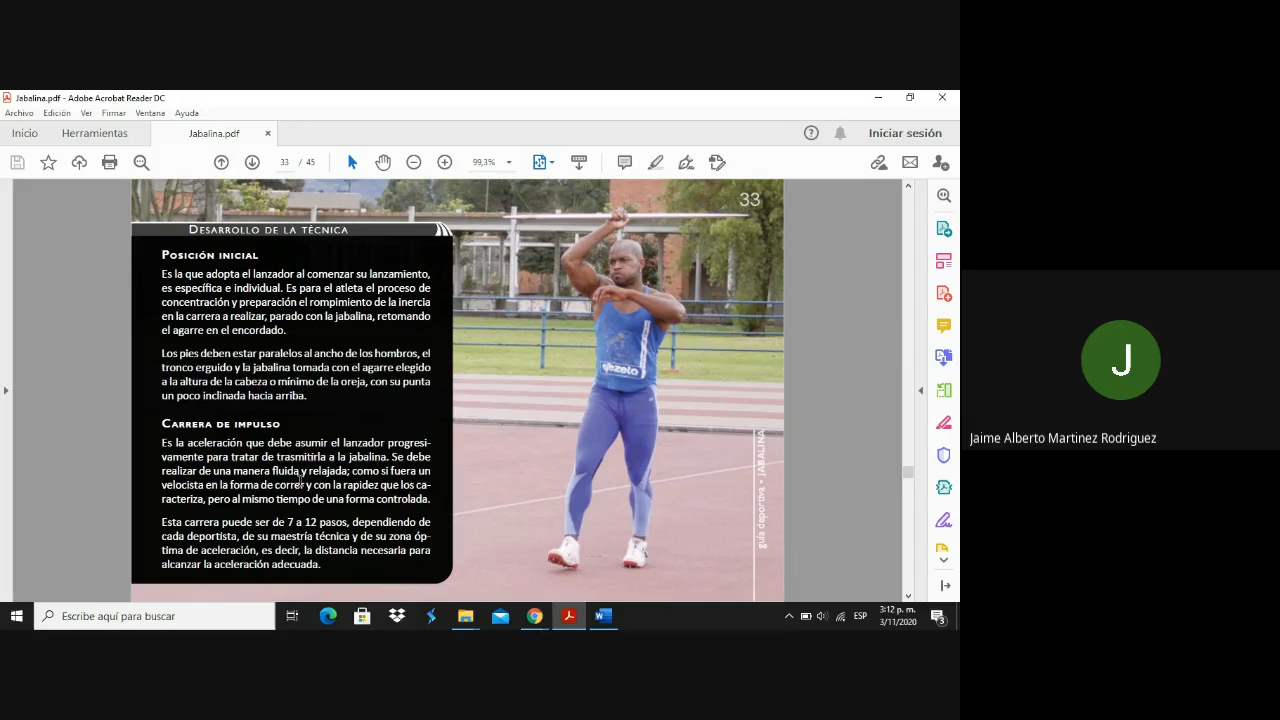 Jabalina.pdf - Adobe Acrobat Reader DC
Archivo Edición Ver Firmar Ventana Ayuda
Inicio Herramientas Jabalina.pdf × Iniciar sesión
33 / 45 99,3%
33
DESARROLLO DE LA TÉCNICA
POSICIÓN INICIAL
Es la que adopta el lanzador al comenzar su lanzamiento,
es específica e individual. Es para el atleta el proceso de
concentración y preparación el rompimiento de la inercia
en la carrera a realizar, parado con la jabalina, retomando
el agarre en el encordado.
Los pies deben estar paralelos al ancho de los hombros, el
tronco erguido y la jabalina tomada con el agarre elegido
a la altura de la cabeza o mínimo de la oreja, con su punta
un poco inclinada hacia arriba.
CARRERA DE IMPULSO
Es la aceleración que debe asumir el lanzador progresi-
vamente para tratar de trasmitirla a la jabalina. Se debe
realizar de una manera fluida y relajada; como si fuera un
velocista en la forma de correr y con la rapidez que los ca-
racteriza, pero al mismo tiempo de una forma controlada.
Esta carrera puede ser de 7 a 12 pasos, dependiendo de
cada deportista, de su maestría técnica y de su zona óp-
tima de aceleración, es decir, la distancia necesaria para
alcanzar la aceleración adecuada.
guía deportiva • JABALINA
J
Jaime Alberto Martinez Rodriguez
Escribe aquí para buscar
ESP
3:12 p. m.
3/11/2020
3